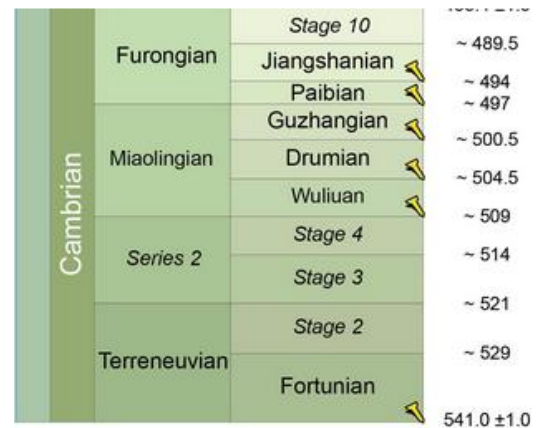 Stage 10
~ 489.5
Furongian
Jiangshanian
~ 494
Paibian
~ 497
Guzhangian
~ 500.5
Miaolingian
Drumian
~ 504.5
Wuliuan
~ 509
Cambrian
Stage 4
~ 514
Series 2
Stage 3
~ 521
Stage 2
~ 529
Terreneuvian
Fortunian
541.0 ±1.0